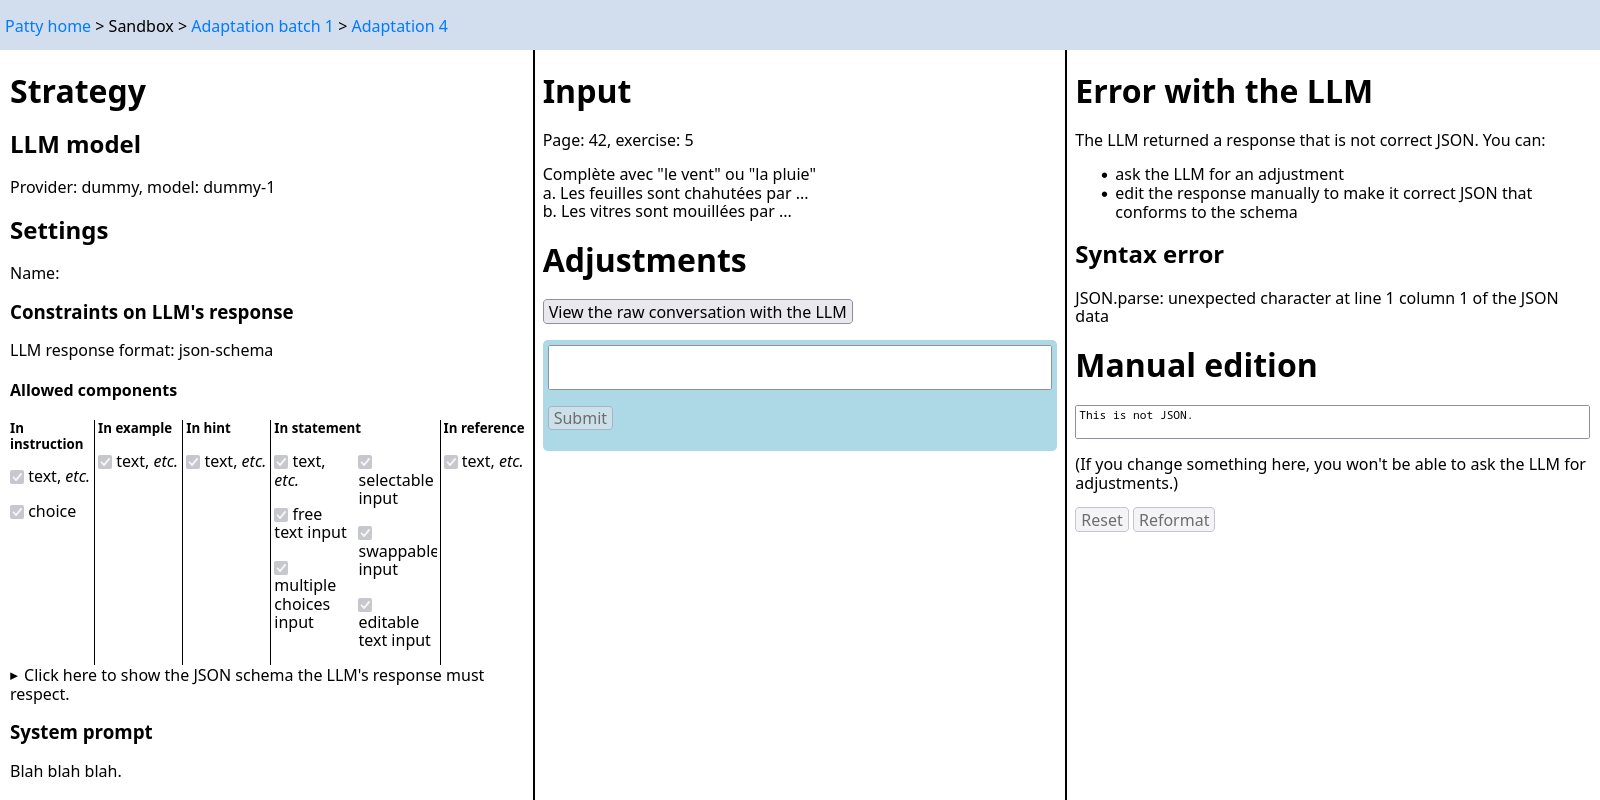 Patty home > Sandbox > Adaptation batch 1 > Adaptation 4
Strategy
LLM model
Provider: dummy, model: dummy-1
Settings
Name:
Constraints on LLM's response
LLM response format: json-schema
Allowed components
In
instruction
text, etc.
choice
In example
text, etc.
In hint
text, etc.
In statement
text,
etc.
free
text input
multiple
choices
input
selectable
input
swappable
input
editable
text input
In reference
text, etc.
▸ Click here to show the JSON schema the LLM's response must
respect.
System prompt
Blah blah blah.
Input
Page: 42, exercise: 5
Complète avec "le vent" ou "la pluie"
a. Les feuilles sont chahutées par ...
b. Les vitres sont mouillées par ...
Adjustments
View the raw conversation with the LLM
Submit
Error with the LLM
The LLM returned a response that is not correct JSON. You can:
• ask the LLM for an adjustment
• edit the response manually to make it correct JSON that
conforms to the schema
Syntax error
JSON.parse: unexpected character at line 1 column 1 of the JSON
data
Manual edition
This is not JSON.
(If you change something here, you won't be able to ask the LLM for
adjustments.)
Reset Reformat